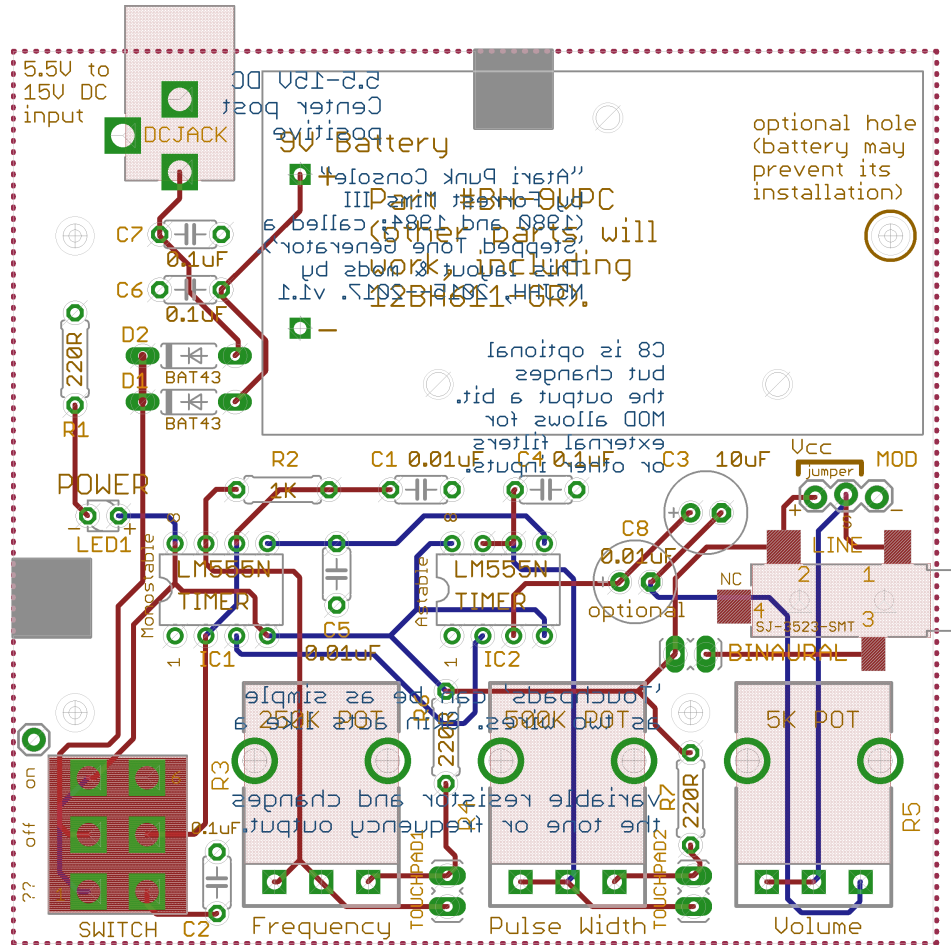 5.5V to
15V DC
input
DCJACK
5.5-15V DC
Center post
positive
9v Battery
+
-
"Atari Punk Console"
by Forrest Mims III
(1980 and 1984; called a
"Stepped Tone Generator")
This layout & mods by
N5JLH, 2015-2017. v1.1
Part #BH-9VPC
(other parts will
work, including
12BH611-GR).
optional hole
(battery may
prevent its
installation)
C7
0.1uF
C6
0.1uF
D2
BAT43
D1
BAT43
220R
R1
C8 is optional
but changes
the output a bit.
MOD allows for
external filters
or other inputs.
POWER
-
+
LED1
R2
1K
C1 0.01uF
C4 0.1uF
C3 10uF
Vcc
jumper
MOD
+
-
Monostable
8
LM555N
TIMER
1
IC1
C5
0.01uF
Astable
8
LM555N
TIMER
1
IC2
+
C8
0.01uF
+
optional
LINE
NC
2
1
4
3
SJ-3523-SMT
BINAURAL
"Touchpads" can be as simple
as two wires. Skin acts like a
variable resistor and changes
the tone or frequency output.
250K POT
R3
220R
R4
TOUCHPAD1
500K POT
R7
220R
TOUCHPAD2
5K POT
R5
on
off
??
SWITCH
0.1uF
C2
Frequency
Pulse Width
Volume